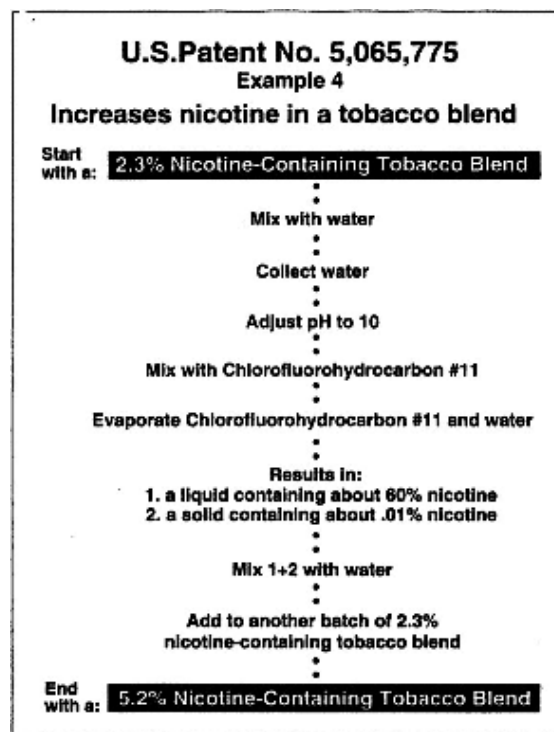 U.S.Patent No. 5,065,775
Example 4
Increases nicotine in a tobacco blend
Start
with a: 2.3% Nicotine-Containing Tobacco Blend
Mix with water
Collect water
Adjust pH to 10
Mix with Chlorofluorohydrocarbon #11
Evaporate Chlorofluorohydrocarbon #11 and water
Results in:
1. a liquid containing about 60% nicotine
2. a solid containing about .01% nicotine
Mix 1+2 with water
Add to another batch of 2.3%
nicotine-containing tobacco blend
End
with a: 5.2% Nicotine-Containing Tobacco Blend